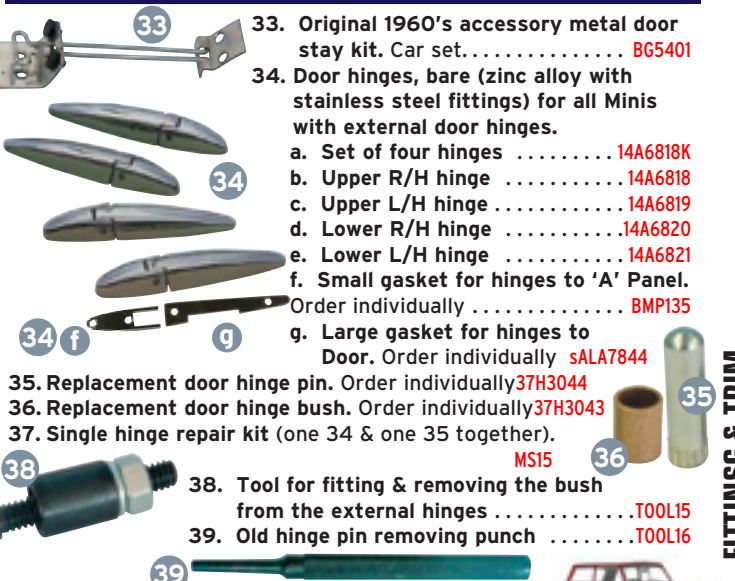 33
33. Original 1960's accessory metal door
stay kit. Car set............... BG5401
34. Door hinges, bare (zinc alloy with
stainless steel fittings) for all Minis
with external door hinges.
34
a. Set of four hinges .......... 14A6818K
b. Upper R/H hinge ........... 14A6818
c. Upper L/H hinge ............ 14A6819
d. Lower R/H hinge ...........14A6820
e. Lower L/H hinge ........... 14A6821
f. Small gasket for hinges to ‘A’ Panel.
Order individually .............. BMP135
34 f g
g. Large gasket for hinges to
Door. Order individually sALA7844
35. Replacement door hinge pin. Order individually37H3044
36. Replacement door hinge bush. Order individually37H3043
35
37. Single hinge repair kit (one 34 & one 35 together).
MS15
36
38
38. Tool for fitting & removing the bush
from the external hinges .............TOOL15
39. Old hinge pin removing punch ........TOOL16
39
FITTINGS & TRIM